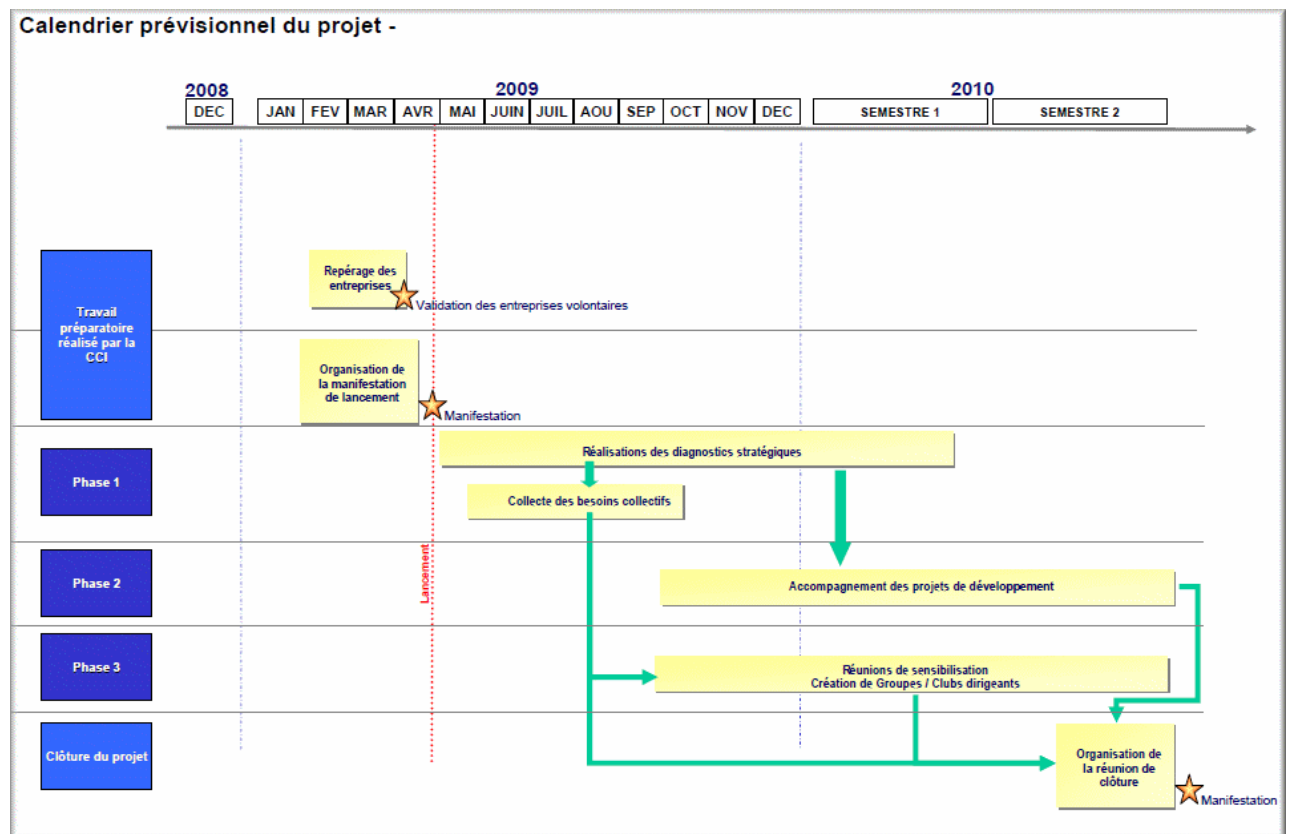 Calendrier prévisionnel du projet -
2008
2009
2010
DEC
JAN FEV MAR AVR MAI JUIN JUIL AOU SEP OCT NOV DEC
SEMESTRE 1
SEMESTRE 2
Travail
préparatoire
réalisé par la
CCI
Repérage des
entreprises
Validation des entreprises volontaires
Organisation de
la manifestation
de lancement
Manifestation
Phase 1
Réalisations des diagnostics stratégiques
Collecte des besoins collectifs
Lancement
Phase 2
Accompagnement des projets de développement
Phase 3
Réunions de sensibilisation
Création de Groupes / Clubs dirigeants
Clôture du projet
Organisation de
la réunion de
clôture
Manifestation